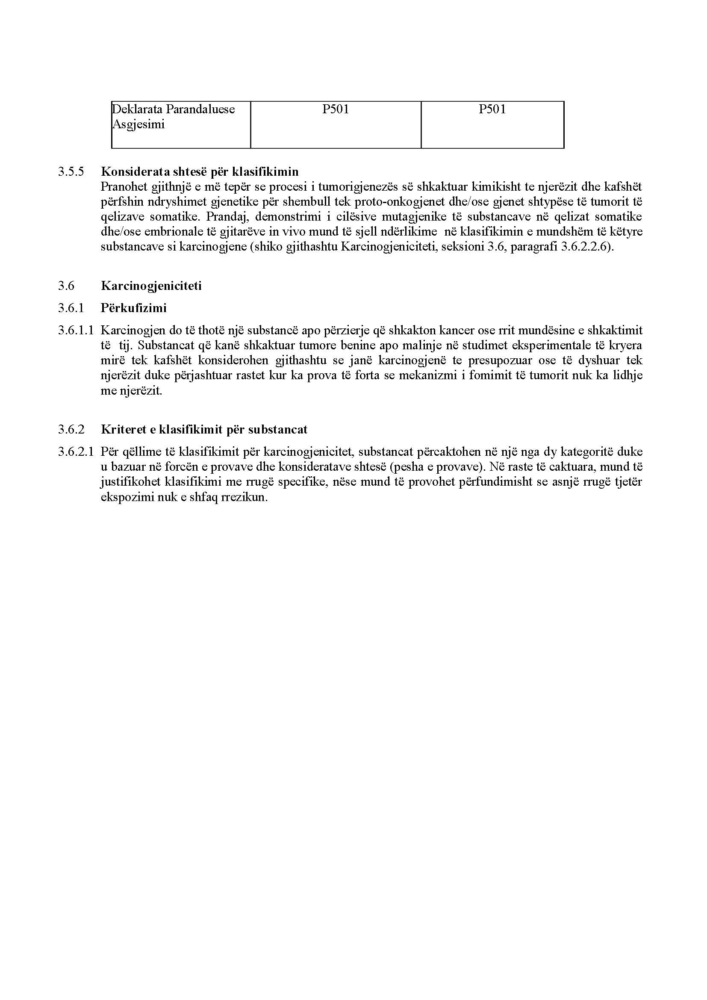 Deklarata Parandaluese P501 P501
Asgjesimi
3.5.5 Konsiderata shtesë për klasifikimin
Pranohet gjithnjë e më tepër se procesi i tumorigjenezës së shkaktuar kimikisht te njerëzit dhe kafshët
përfshin ndryshimet gjenetike për shembull tek proto-onkogjenet dhe/ose gjenet shtypëse të tumorit të
qelizave somatike. Prandaj, demonstrimi i cilësive mutagjenike të substancave në qelizat somatike
dhe/ose embrionale të gjitarëve in vivo mund të sjell ndërlikime në klasifikimin e mundshëm të këtyre
substancave si karcinogjene (shiko gjithashtu Karcinogjeniciteti, seksioni 3.6, paragrafi 3.6.2.2.6).
3.6 Karcinogjeniciteti
3.6.1 Përkufizimi
3.6.1.1 Karcinogjen do të thotë një substancë apo përzierje që shkakton kancer ose rrit mundësine e shkaktimit
të tij. Substancat që kanë shkaktuar tumore benine apo malinje në studimet eksperimentale të kryera
mirë tek kafshët konsiderohen gjithashtu se janë karcinogjenë te presupozuar ose të dyshuar tek
njerëzit duke përjashtuar rastet kur ka prova të forta se mekanizmi i fomimit të tumorit nuk ka lidhje
me njerëzit.
3.6.2 Kriteret e klasifikimit për substancat
3.6.2.1 Për qëllime të klasifikimit për karcinogjenicitet, substancat përcaktohen në një nga dy kategoritë duke
u bazuar në forcën e provave dhe konsideratave shtesë (pesha e provave). Në raste të caktuara, mund të
justifikohet klasifikimi me rrugë specifike, nëse mund të provohet përfundimisht se asnjë rrugë tjetër
ekspozimi nuk e shfaq rrezikun.